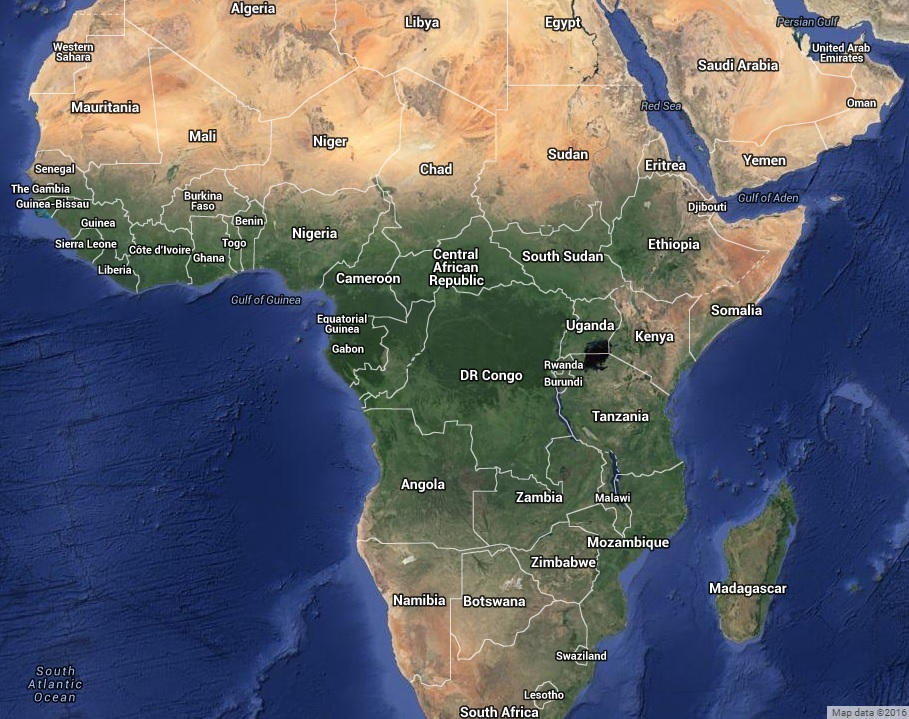 Algeria
Libya
Egypt
Persian Gulf
Western
Sahara
United Arab
Emirates
Saudi Arabia
Mauritania
Red Sea
Oman
Mali
Niger
Chad
Sudan
Eritrea
Yemen
Senegal
The Gambia
Guinea-Bissau
Burkina
Faso
Djibouti
Gulf of Aden
Guinea
Benin
Nigeria
Sierra Leone
Côte d'Ivoire
Togo
Ghana
Ethiopia
Liberia
Central
African
Republic
South Sudan
Cameroon
Gulf of Guinea
Somalia
Equatorial
Guinea
Uganda
Kenya
Gabon
Rwanda
DR Congo
Burundi
Tanzania
Angola
Zambia
Malawi
Mozambique
Zimbabwe
Madagascar
Namibia
Botswana
Swaziland
South
Atlantic
Ocean
Lesotho
South Africa
Map data ©2016